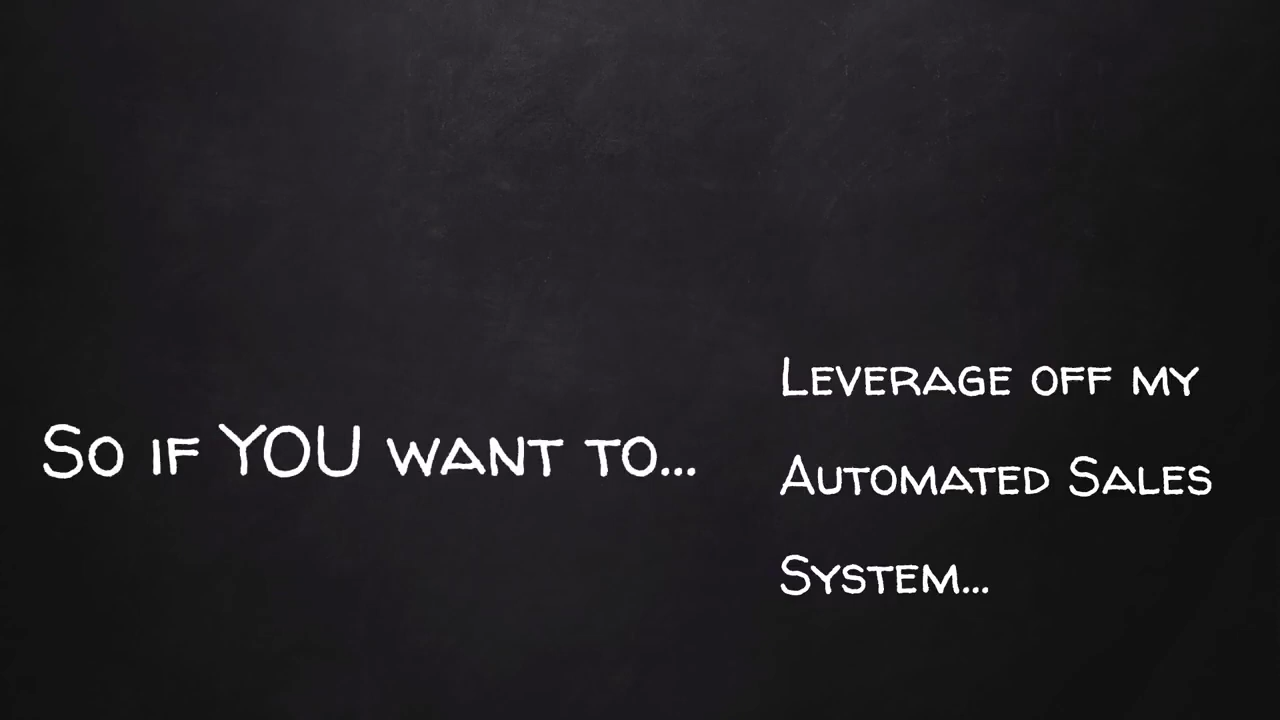 So if YOU want to...
Leverage off my
Automated Sales
System...